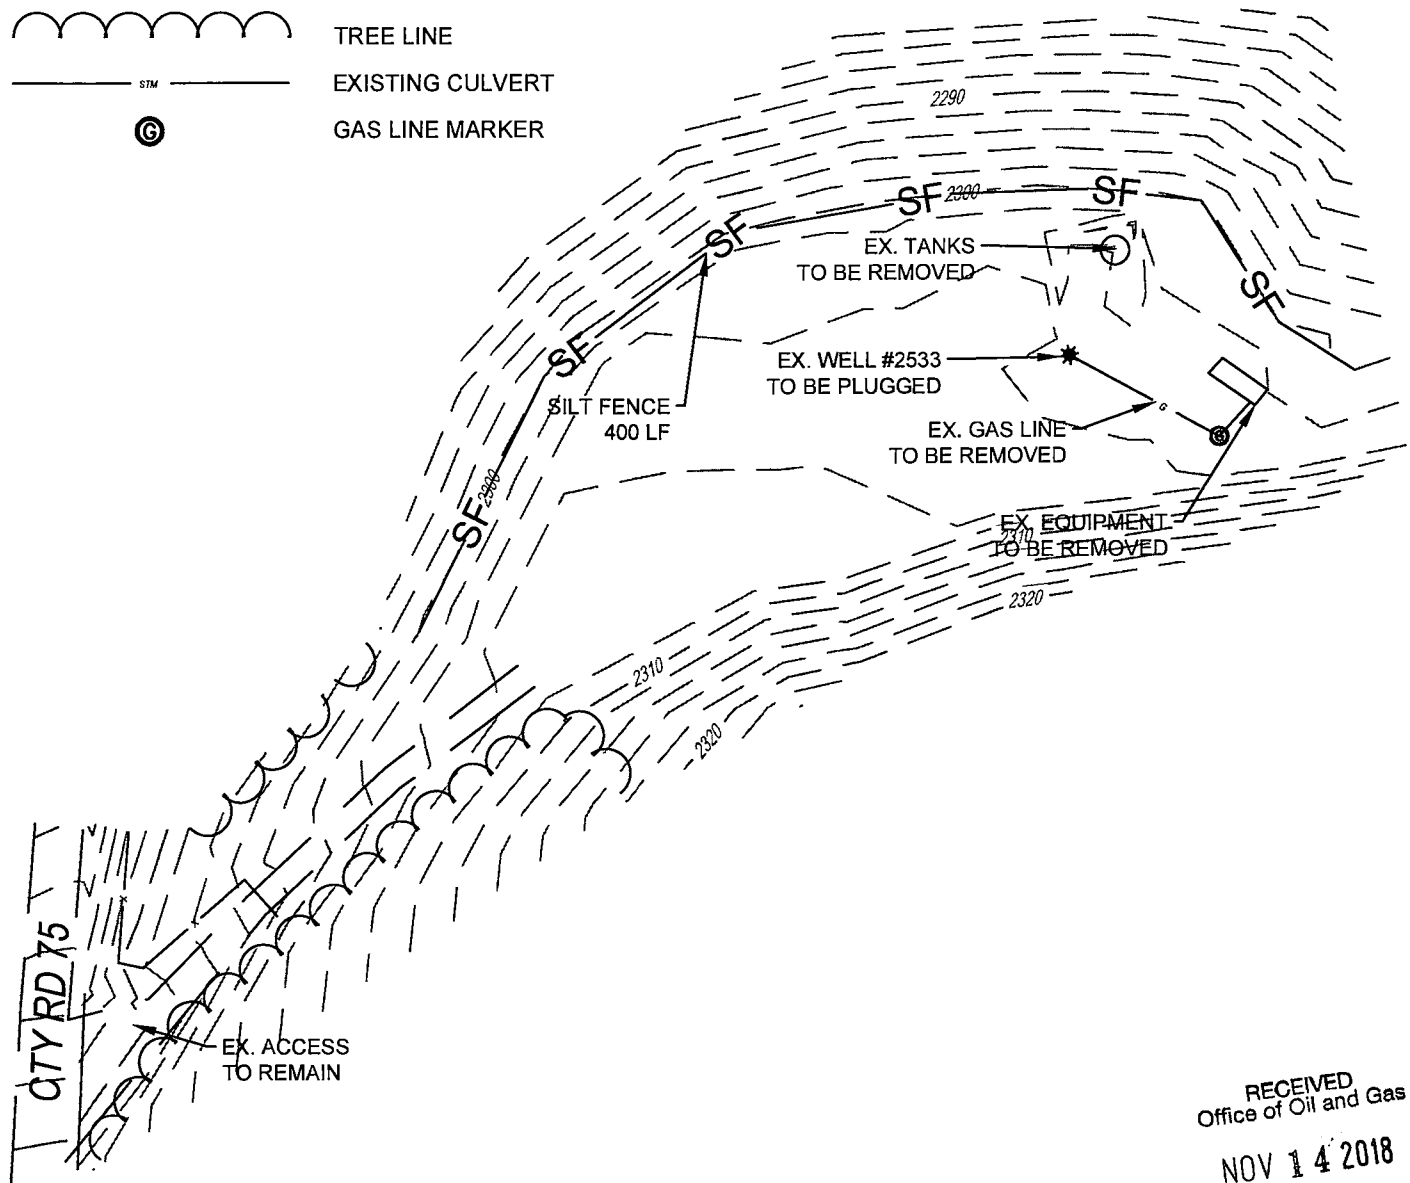 TREE LINE
STM
EXISTING CULVERT
G
GAS LINE MARKER
2290
SF
SF
2300
SF
SF
EX. TANKS
TO BE REMOVED
SF
SF
EX. WELL #2533
TO BE PLUGGED
SILT FENCE
400 LF
G
EX. GAS LINE
TO BE REMOVED
G
2300
SF
EX. EQUIPMENT
2310
TO BE REMOVED
2320
2310
2320
CTY RD 75
EX. ACCESS
TO REMAIN
RECEIVED
Office of Oil and Gas
NOV 14 2018